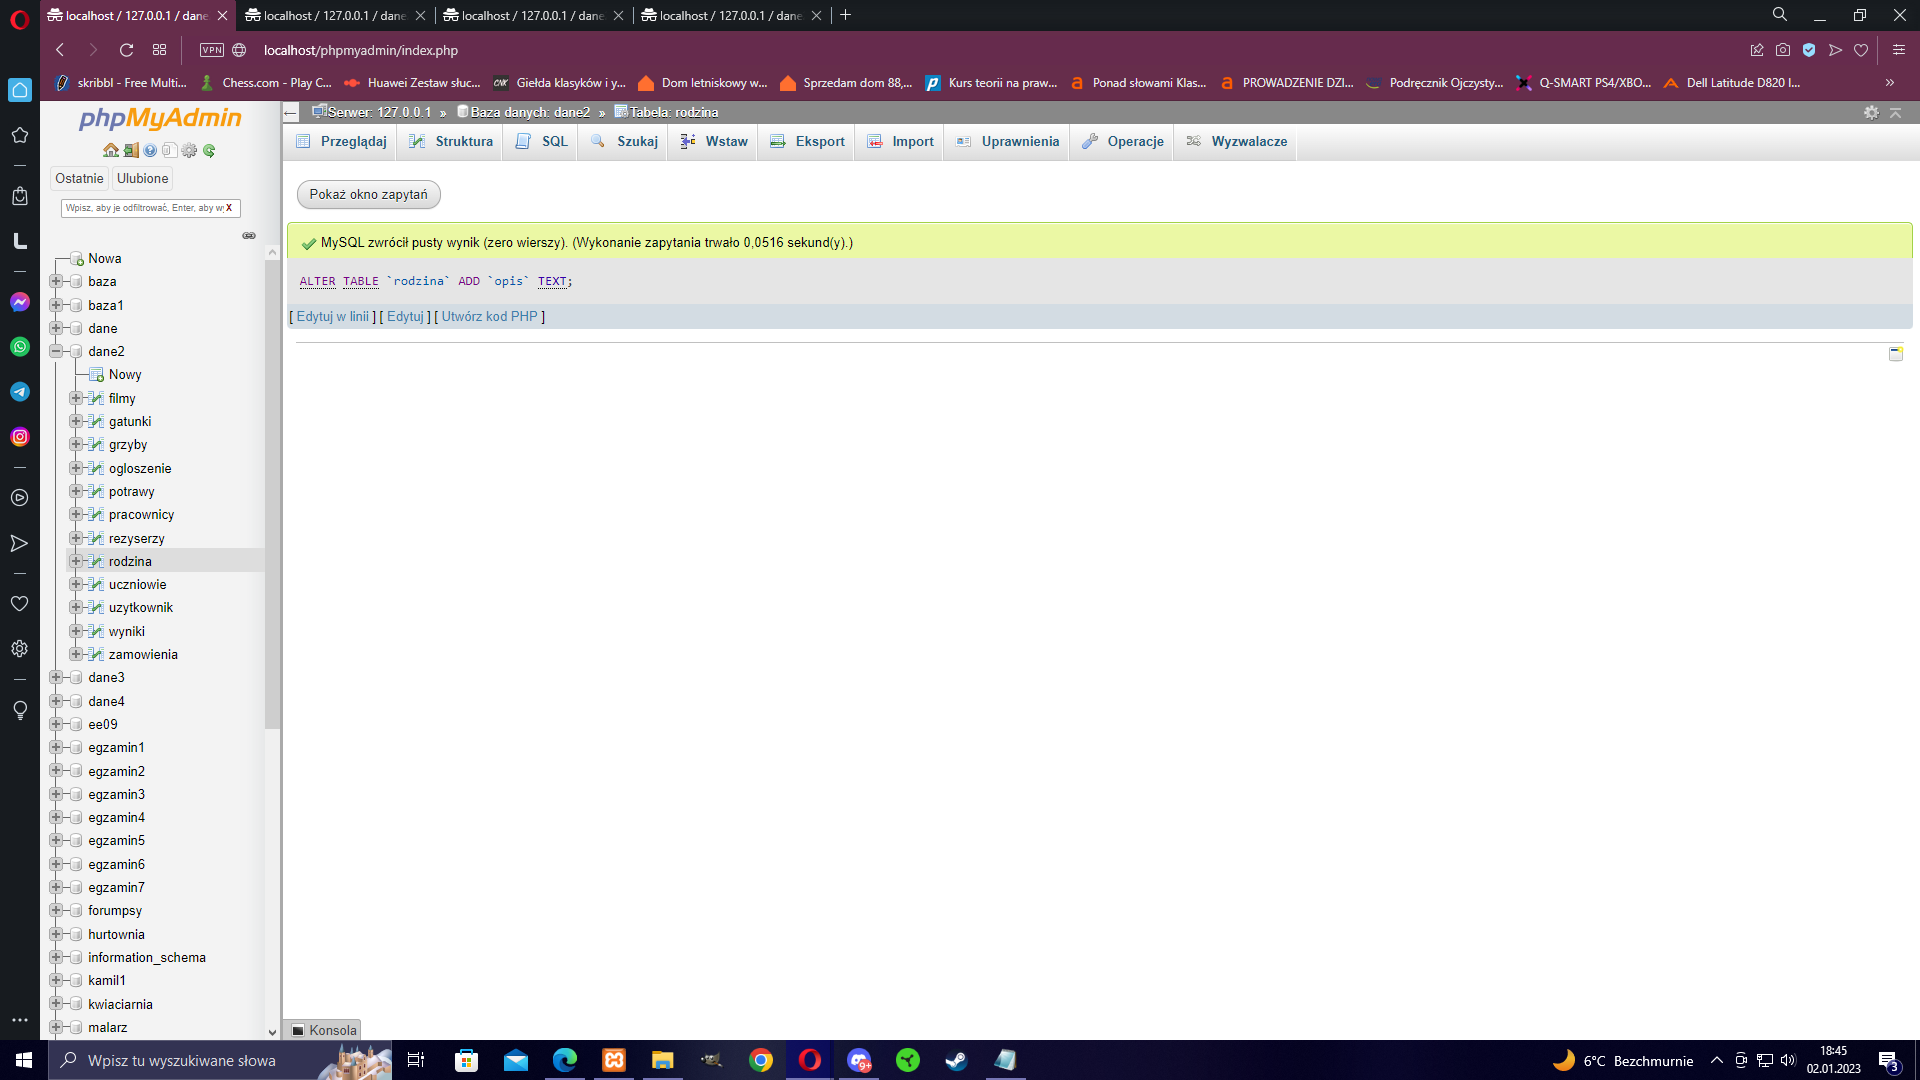 localhost / 127.0.0.1 / dane
localhost / 127.0.0.1 / dane
localhost / 127.0.0.1 / dane
localhost / 127.0.0.1 / dane
VPN
localhost/phpmyadmin/index.php
skribbl - Free Multi...
Chess.com - Play C...
Huawei Zestaw słuc...
Giełda klasyków i y...
Dom letniskowy w...
Sprzedam dom 88,...
Kurs teorii na praw...
Ponad słowami Klas...
PROWADZENIE DZI...
Podręcznik Ojczysty...
Q-SMART PS4/XBO...
Dell Latitude D820 I...
phpMyAdmin
Ostatnie
Ulubione
Wpisz, aby je odfiltrować, Enter, aby wy
X
Nowa
baza
baza1
dane
dane2
Nowy
filmy
gatunki
grzyby
ogloszenie
potrawy
pracownicy
rezyserzy
rodzina
uczniowie
uzytkownik
wyniki
zamowienia
dane3
dane4
ee09
egzamin1
egzamin2
egzamin3
egzamin4
egzamin5
egzamin6
egzamin7
forumpsy
hurtownia
information_schema
kamil1
kwiaciarnia
malarz
Serwer: 127.0.0.1 » Baza danych: dane2 » Tabela: rodzina
Przeglądaj
Struktura
SQL
Szukaj
Wstaw
Eksport
Import
Uprawnienia
Operacje
Wyzwalacze
Pokaż okno zapytań
MySQL zwrócił pusty wynik (zero wierszy). (Wykonanie zapytania trwało 0,0516 sekund(y).)
ALTER TABLE `rodzina` ADD `opis` TEXT;
[ Edytuj w linii ] [ Edytuj ] [ Utwórz kod PHP ]
Konsola
Wpisz tu wyszukiwane słowa
9+
6°C Bezchmurnie
18:45
02.01.2023
3